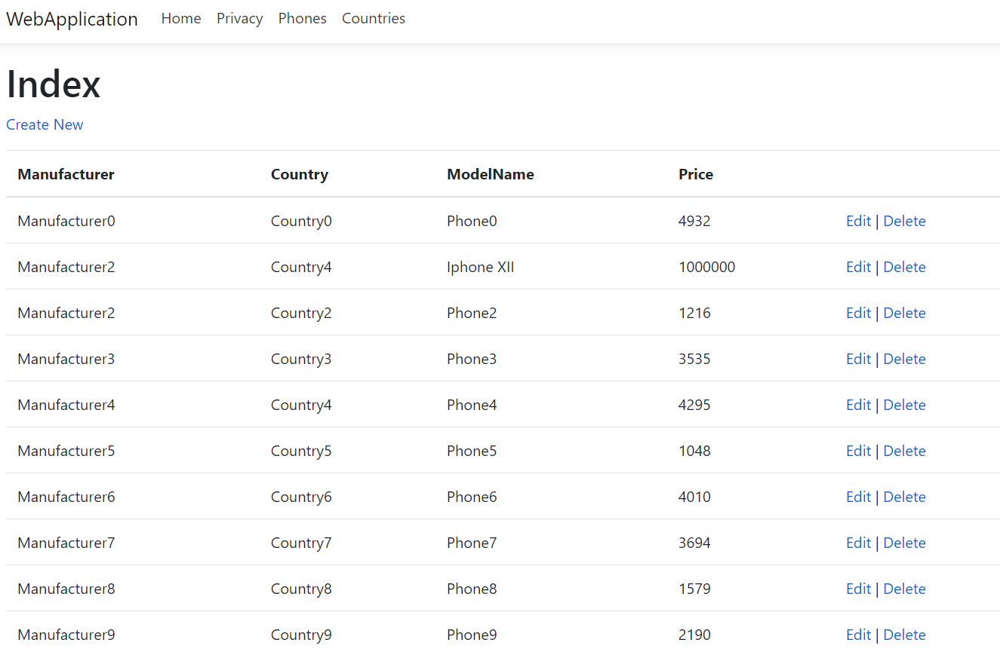 WebApplication Home Privacy Phones Countries
Index
Create New
Manufacturer Country ModelName Price
Manufacturer0 Country0 Phone0 4932 Edit | Delete
Manufacturer2 Country4 Iphone XII 1000000 Edit | Delete
Manufacturer2 Country2 Phone2 1216 Edit | Delete
Manufacturer3 Country3 Phone3 3535 Edit | Delete
Manufacturer4 Country4 Phone4 4295 Edit | Delete
Manufacturer5 Country5 Phone5 1048 Edit | Delete
Manufacturer6 Country6 Phone6 4010 Edit | Delete
Manufacturer7 Country7 Phone7 3694 Edit | Delete
Manufacturer8 Country8 Phone8 1579 Edit | Delete
Manufacturer9 Country9 Phone9 2190 Edit | Delete